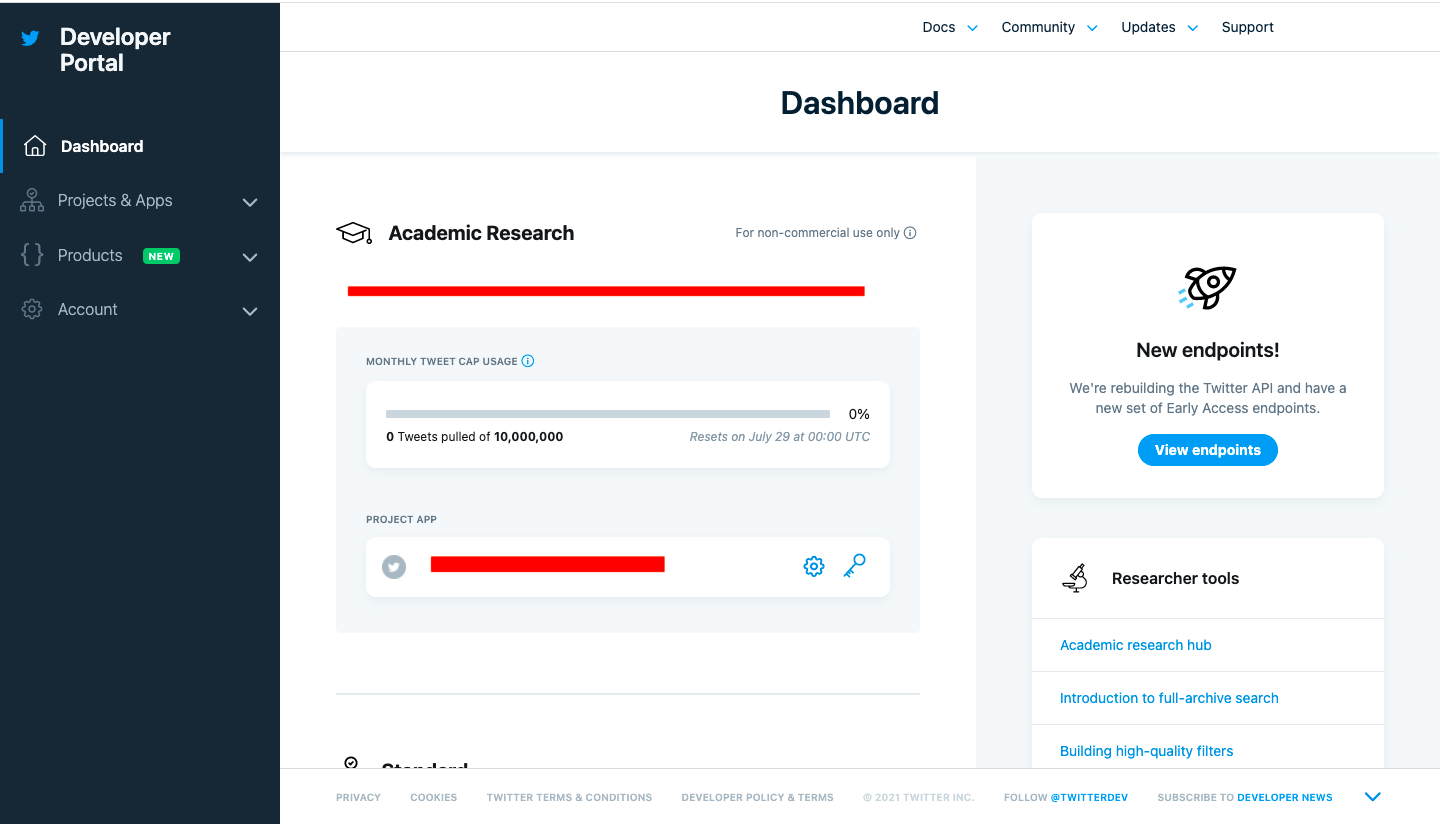 Developer
Portal
Dashboard
Projects & Apps
Products NEW
Account
Docs Community Updates Support
Dashboard
Academic Research
For non-commercial use only
MONTHLY TWEET CAP USAGE
0%
0 Tweets pulled of 10,000,000
Resets on July 29 at 00:00 UTC
PROJECT APP
Standard
New endpoints!
We're rebuilding the Twitter API and have a
new set of Early Access endpoints.
View endpoints
Researcher tools
Academic research hub
Introduction to full-archive search
Building high-quality filters
PRIVACY COOKIES TWITTER TERMS & CONDITIONS DEVELOPER POLICY & TERMS © 2021 TWITTER INC. FOLLOW @TWITTERDEV SUBSCRIBE TO DEVELOPER NEWS